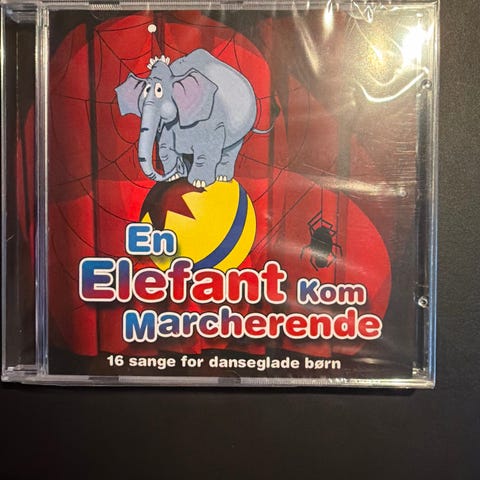 En
Elefant Kom
Marcherende
16 sange for danseglade børn